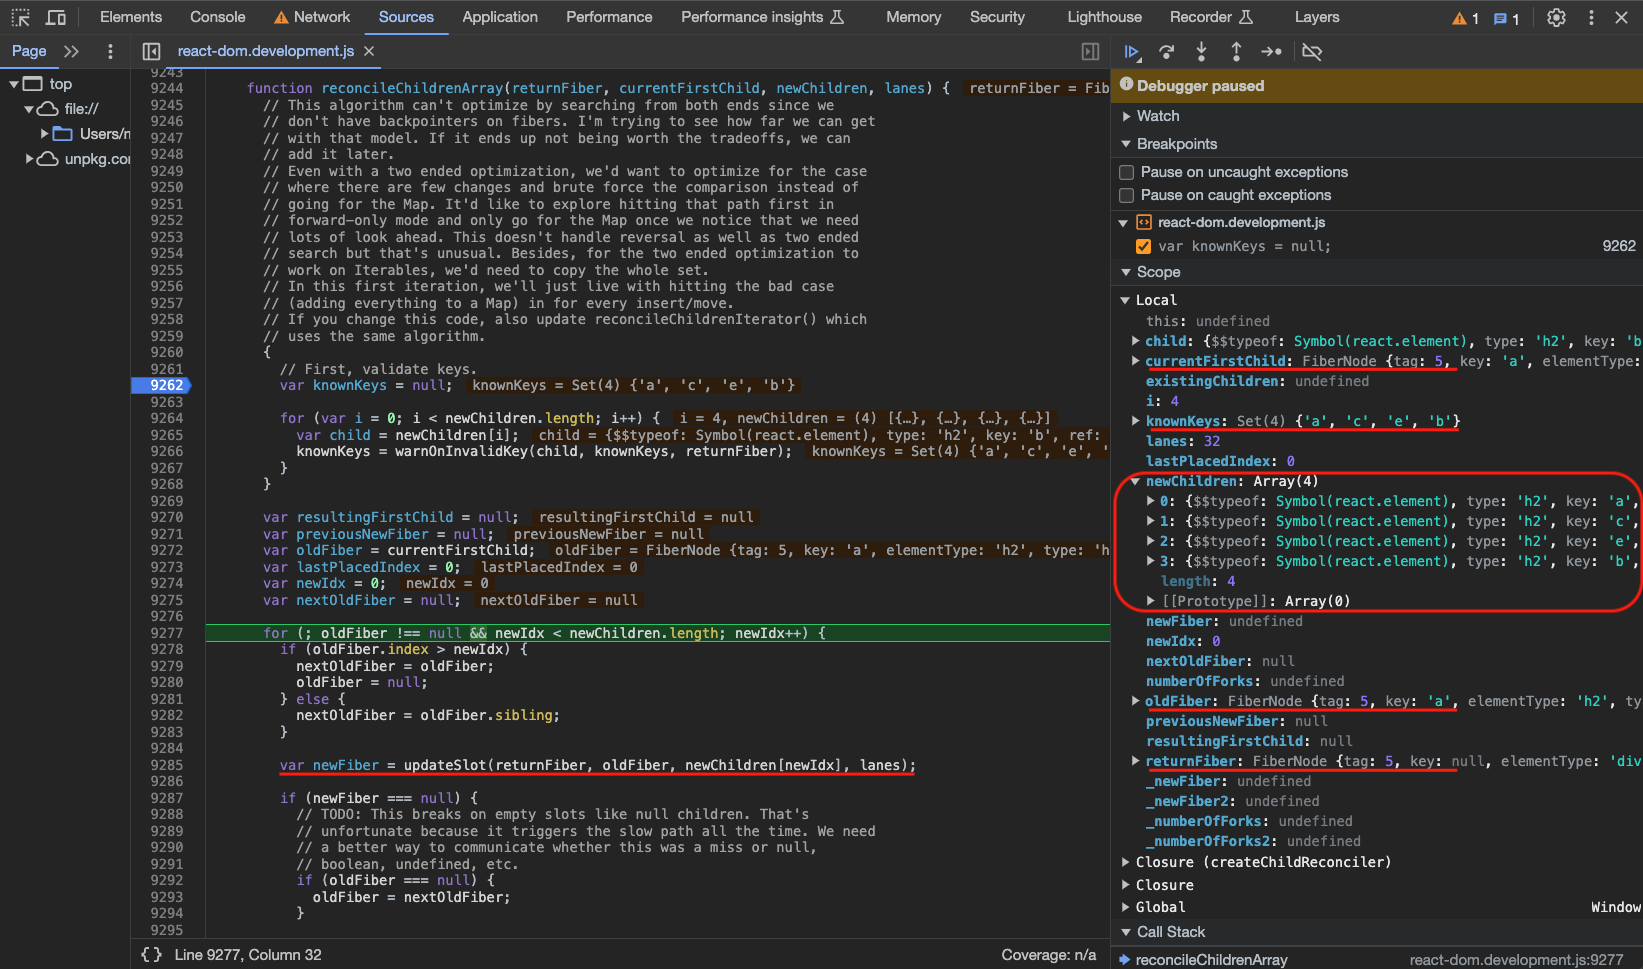 Elements Console Network Sources Application Performance Performance insights Memory Security Lighthouse Recorder Layers 1 1
Page
react-dom.development.js
top
file://
Users/n
unpkg.co
9243
9244 function reconcileChildrenArray(returnFiber, currentFirstChild, newChildren, lanes) { returnFiber = Fib
9245 // This algorithm can't optimize by searching from both ends since we
9246 // don't have backpointers on fibers. I'm trying to see how far we can get
9247 // with that model. If it ends up not being worth the tradeoffs, we can
9248 // add it later.
9249 // Even with a two ended optimization, we'd want to optimize for the case
9250 // where there are few changes and brute force the comparison instead of
9251 // going for the Map. It'd like to explore hitting that path first in
9252 // forward-only mode and only go for the Map once we notice that we need
9253 // lots of look ahead. This doesn't handle reversal as well as two ended
9254 // search but that's unusual. Besides, for the two ended optimization to
9255 // work on Iterables, we'd need to copy the whole set.
9256 // In this first iteration, we'll just live with hitting the bad case
9257 // (adding everything to a Map) in for every insert/move.
9258 // If you change this code, also update reconcileChildrenIterator() which
9259 // uses the same algorithm.
9260 {
9261 // First, validate keys.
9262 var knownKeys = null; knownKeys = Set(4) {'a', 'c', 'e', 'b'}
9263
9264 for (var i = 0; i < newChildren.length; i++) { i = 4, newChildren = (4) [{…}, {…}, {…}, {…}]
9265 var child = newChildren[i]; child = {$$typeof: Symbol(react.element), type: 'h2', key: 'b', ref:
9266 knownKeys = warnOnInvalidKey(child, knownKeys, returnFiber); knownKeys = Set(4) {'a', 'c', 'e', '
9267 }
9268 }
9269
9270 var resultingFirstChild = null; resultingFirstChild = null
9271 var previousNewFiber = null; previousNewFiber = null
9272 var oldFiber = currentFirstChild; oldFiber = FiberNode {tag: 5, key: 'a', elementType: 'h2', type: 'h
9273 var lastPlacedIndex = 0; lastPlacedIndex = 0
9274 var newIdx = 0; newIdx = 0
9275 var nextOldFiber = null; nextOldFiber = null
9276
9277 for (; oldFiber !== null && newIdx < newChildren.length; newIdx++) {
9278 if (oldFiber.index > newIdx) {
9279 nextOldFiber = oldFiber;
9280 oldFiber = null;
9281 } else {
9282 nextOldFiber = oldFiber.sibling;
9283 }
9284
9285 var newFiber = updateSlot(returnFiber, oldFiber, newChildren[newIdx], lanes);
9286
9287 if (newFiber === null) {
9288 // TODO: This breaks on empty slots like null children. That's
9289 // unfortunate because it triggers the slow path all the time. We need
9290 // a better way to communicate whether this was a miss or null,
9291 // boolean, undefined, etc.
9292 if (oldFiber === null) {
9293 oldFiber = nextOldFiber;
9294 }
9295
{} Line 9277, Column 32 Coverage: n/a
Debugger paused
Watch
Breakpoints
Pause on uncaught exceptions
Pause on caught exceptions
react-dom.development.js
var knownKeys = null; 9262
Scope
Local
this: undefined
child: {$$typeof: Symbol(react.element), type: 'h2', key: 'b
currentFirstChild: FiberNode {tag: 5, key: 'a', elementType:
existingChildren: undefined
i: 4
knownKeys: Set(4) {'a', 'c', 'e', 'b'}
lanes: 32
lastPlacedIndex: 0
newChildren: Array(4)
0: {$$typeof: Symbol(react.element), type: 'h2', key: 'a',
1: {$$typeof: Symbol(react.element), type: 'h2', key: 'c',
2: {$$typeof: Symbol(react.element), type: 'h2', key: 'e',
3: {$$typeof: Symbol(react.element), type: 'h2', key: 'b',
length: 4
[[Prototype]]: Array(0)
newFiber: undefined
newIdx: 0
nextOldFiber: null
numberOfForks: undefined
oldFiber: FiberNode {tag: 5, key: 'a', elementType: 'h2', ty
previousNewFiber: null
resultingFirstChild: null
returnFiber: FiberNode {tag: 5, key: null, elementType: 'div
_newFiber: undefined
_newFiber2: undefined
_numberOfForks: undefined
_numberOfForks2: undefined
Closure (createChildReconciler)
Closure
Global Window
Call Stack
reconcileChildrenArray react-dom.development.js:9277